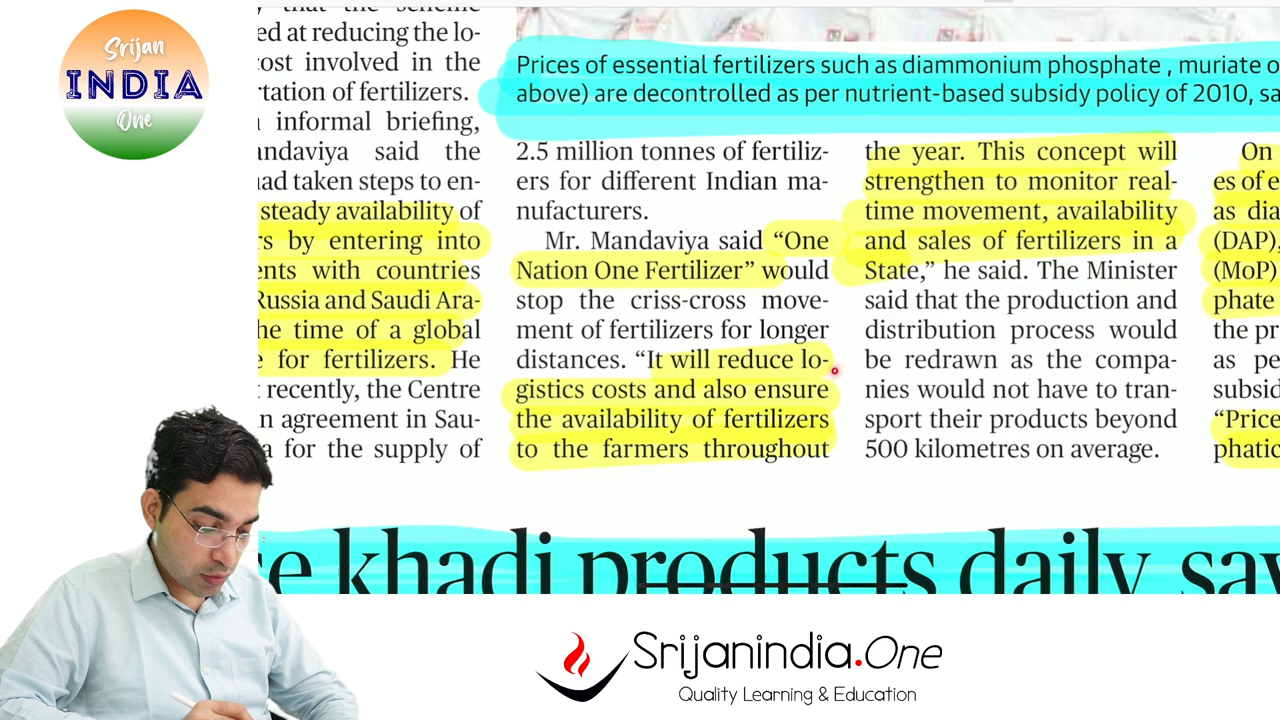 Srijan
INDIA
One
that the scheme
ed at reducing the lo-
cost involved in the
rtation of fertilizers.
informal briefing,
andaviya said the
had taken steps to en-
steady availability of
rs by entering into
ents with countries
Russia and Saudi Ara-
he time of a global
e for fertilizers. He
recently, the Centre
n agreement in Sau-
a for the supply of
Prices of essential fertilizers such as diammonium phosphate , muriate o
above) are decontrolled as per nutrient-based subsidy policy of 2010, sa
2.5 million tonnes of fertiliz-
ers for different Indian ma-
nufacturers.
Mr. Mandaviya said “One
Nation One Fertilizer” would
stop the criss-cross move-
ment of fertilizers for longer
distances. “It will reduce lo-
gistics costs and also ensure
the availability of fertilizers
to the farmers throughout
the year. This concept will
strengthen to monitor real-
time movement, availability
and sales of fertilizers in a
State,” he said. The Minister
said that the production and
distribution process would
be redrawn as the compa-
nies would not have to tran-
sport their products beyond
500 kilometres on average.
On
es of e
as dia
(DAP),
(MoP)
phate
the pr
as pe
subsid
“Price
phatic
se khadi products daily, say
Srijanindia.One
Quality Learning & Education